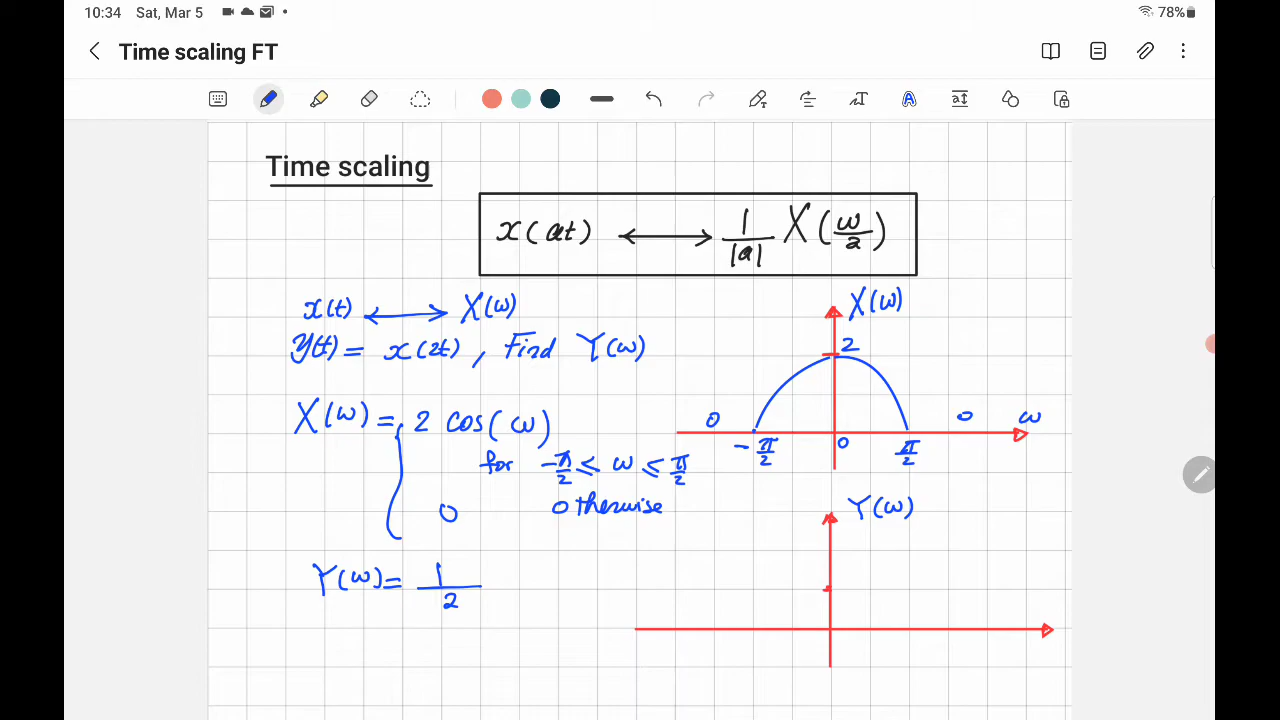 10:34 Sat, Mar 5 78%
Time scaling FT
Time scaling
x(at) ⟷ 1/|a| X(ω/a)
x(t) ⟷ X(ω)
y(t) = x(2t), Find Y(ω)
X(ω) = { 2 cos(ω)
for -π/2 ≤ ω ≤ π/2
0 otherwise
Y(ω) = 1/2
X(ω)
2
0 0 ω
-π/2 0 π/2
Y(ω)